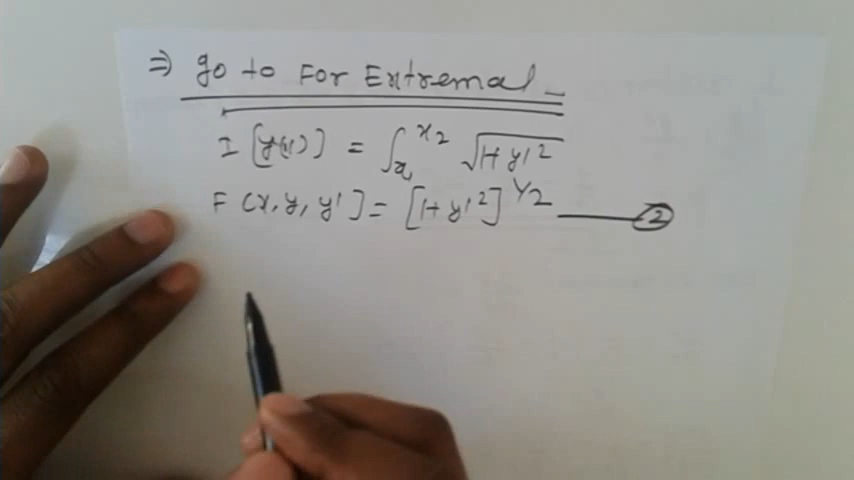 ⇒ go to For Extremal _
I [y(x)] = ∫ₓ₁^x₂ √1+y'²
F (x, y, y'] = [1+y'²]^1/2 ——— ②